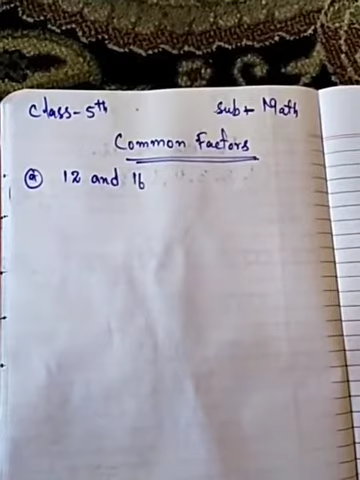 Class-5th Sub+ Math
Common Factors
(a) 12 and 16